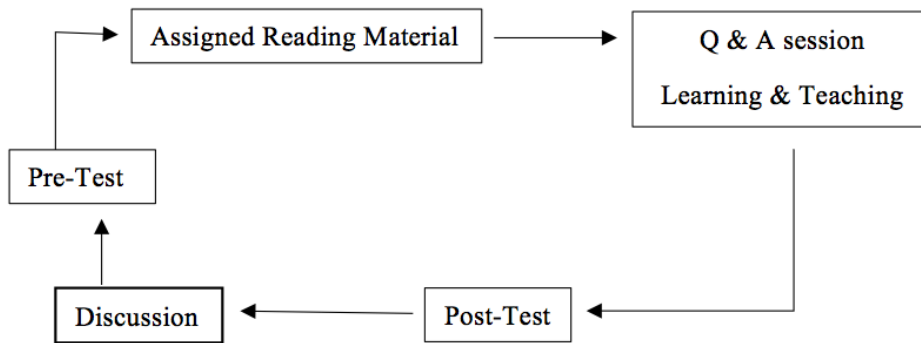 Assigned Reading Material
Q & A session
Learning & Teaching
Pre-Test
Discussion
Post-Test